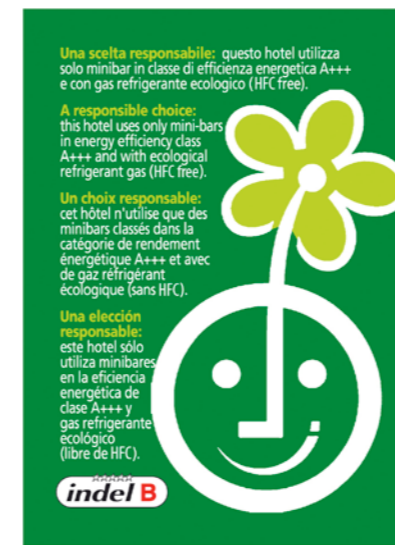 Una scelta responsabile: questo hotel utilizza
solo minibar in classe di efficienza energetica A+++
e con gas refrigerante ecologico (HFC free).
A responsible choice:
this hotel uses only mini-bars
in energy efficiency class
A+++ and with ecological
refrigerant gas (HFC free).
Un choix responsable:
cet hôtel n'utilise que des
minibars classés dans la
catégorie de rendement
énergétique A+++ et avec
de gaz réfrigérant
écologique (sans HFC).
Una elección
responsable:
este hotel sólo
utiliza minibares
en la eficiencia
energética de
clase A+++ y
gas refrigerante
ecológico
(libre de HFC).
indel B